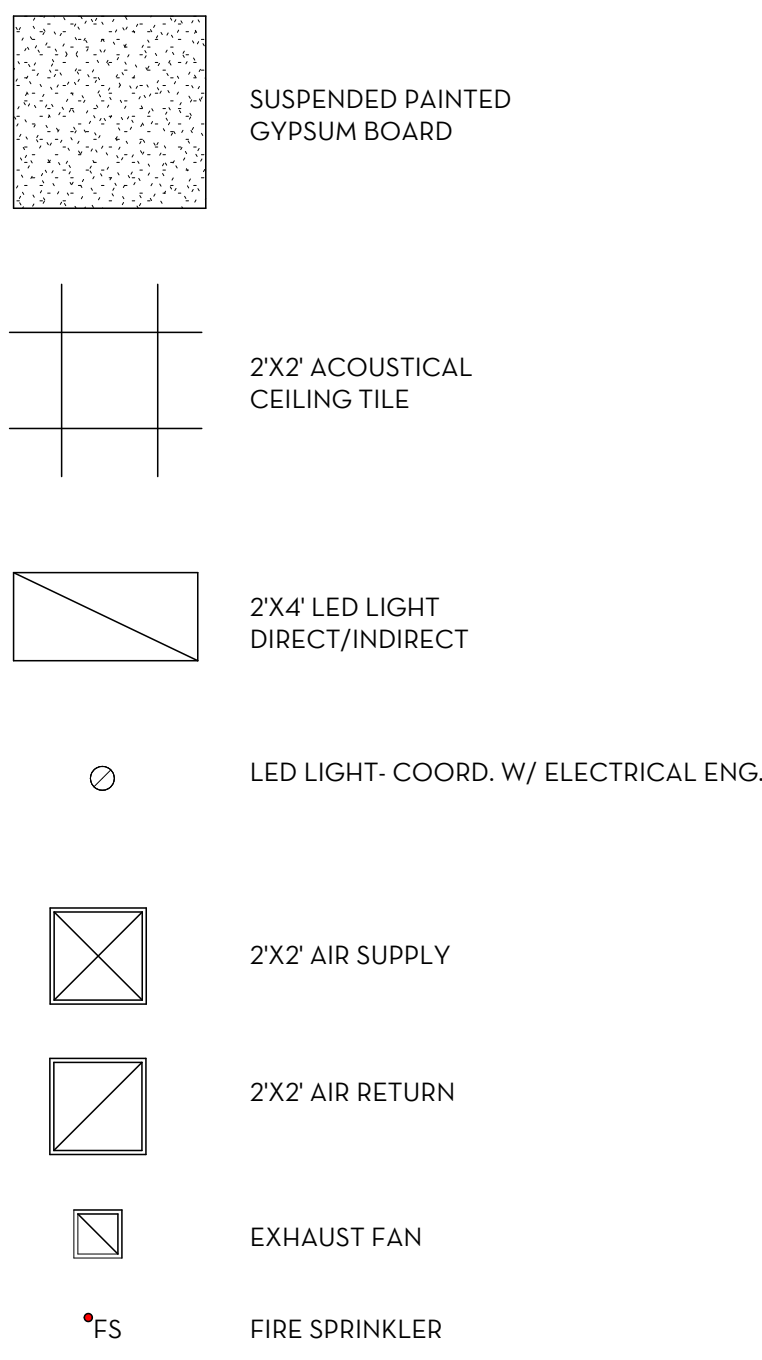 SUSPENDED PAINTED
GYPSUM BOARD
2'X2' ACOUSTICAL
CEILING TILE
2'X4' LED LIGHT
DIRECT/INDIRECT
LED LIGHT- COORD. W/ ELECTRICAL ENG.
2'X2' AIR SUPPLY
2'X2' AIR RETURN
EXHAUST FAN
FS FIRE SPRINKLER